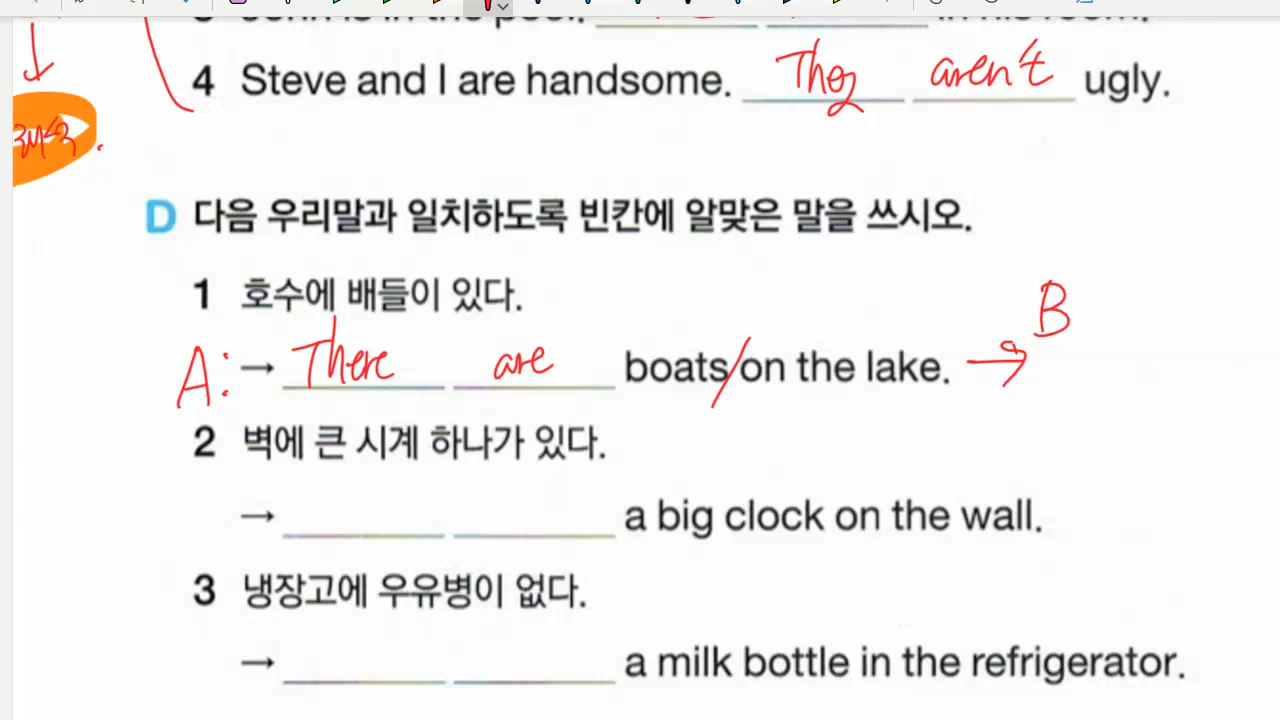 4 Steve and I are handsome. They aren't ugly.
D 다음 우리말과 일치하도록 빈칸에 알맞은 말을 쓰시오.
1 호수에 배들이 있다.
A: → There are boats/on the lake. → B
2 벽에 큰 시계 하나가 있다.
→ a big clock on the wall.
3 냉장고에 우유병이 없다.
→ a milk bottle in the refrigerator.